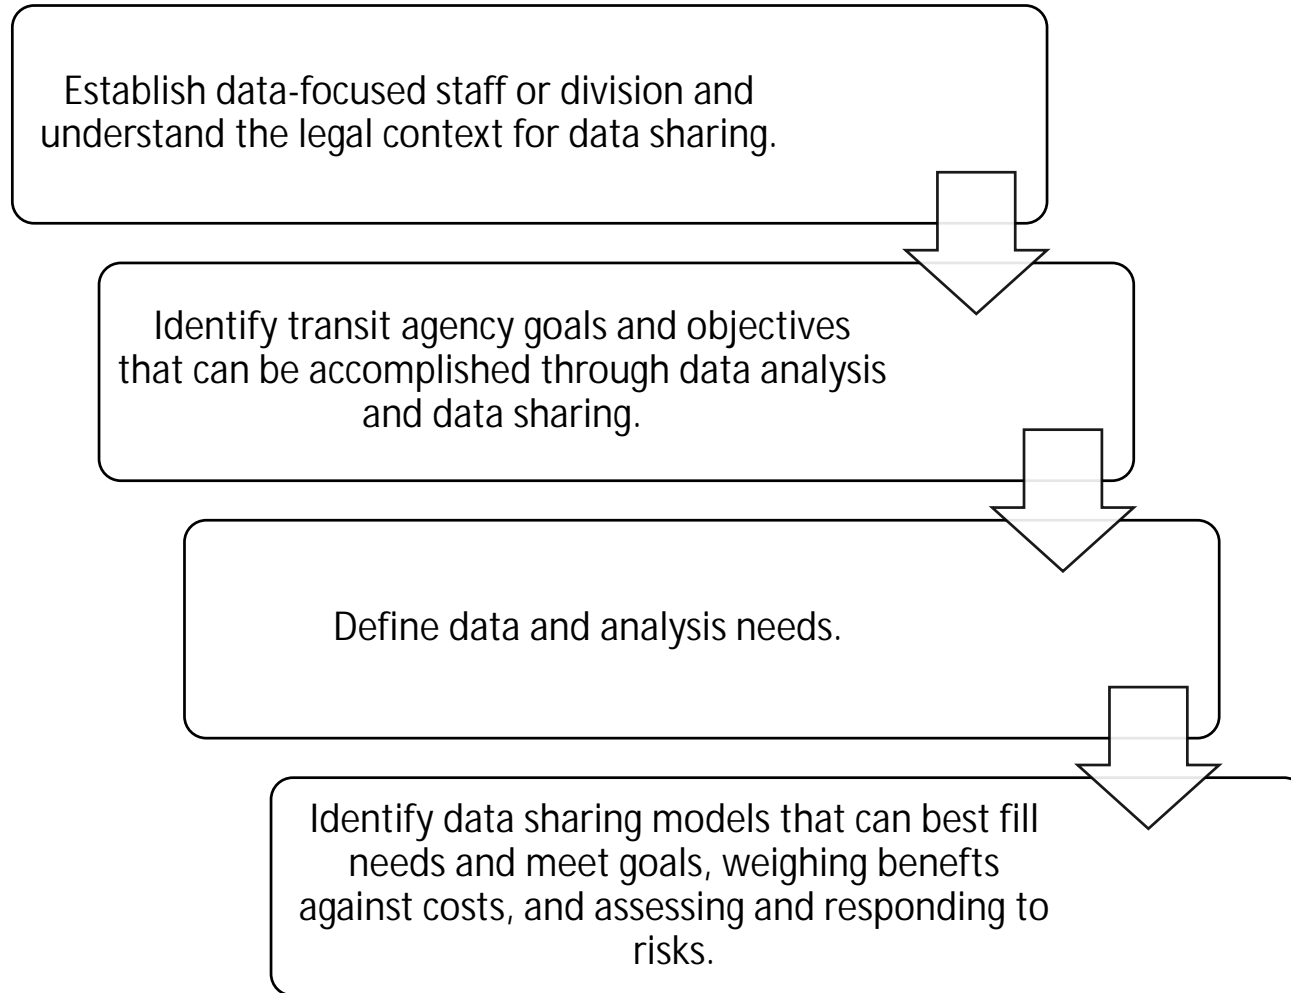 Establish data-focused staff or division and
understand the legal context for data sharing.
Identify transit agency goals and objectives
that can be accomplished through data analysis
and data sharing.
Define data and analysis needs.
Identify data sharing models that can best fill
needs and meet goals, weighing benefts
against costs, and assessing and responding to
risks.